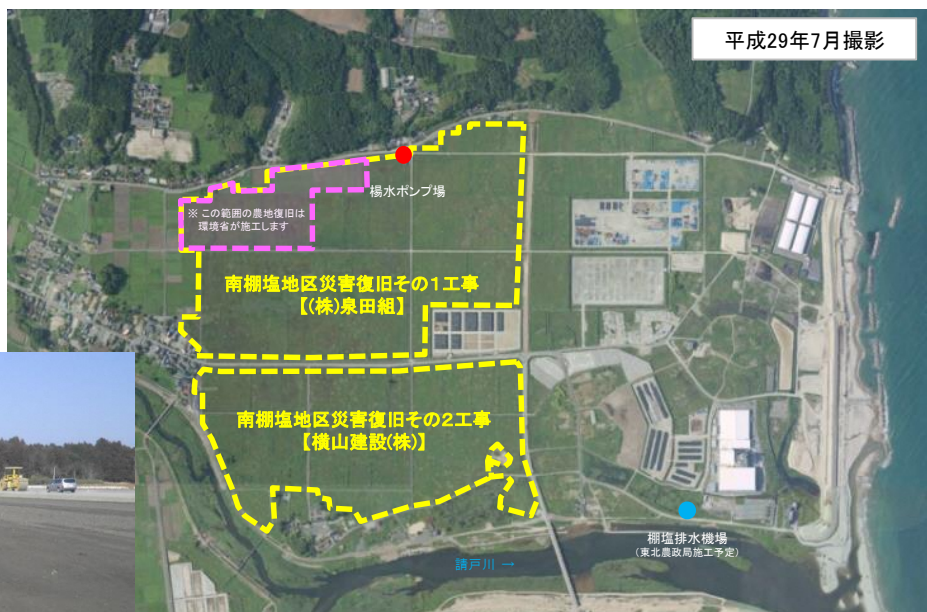 平成29年7月撮影
揚水ポンプ場
※ この範囲の農地復旧は
環境省が施工します
南棚塩地区災害復旧その1工事
【(株)泉田組】
南棚塩地区災害復旧その2工事
【横山建設(株)】
棚塩排水機場
(東北農政局施工予定)
請戸川 →